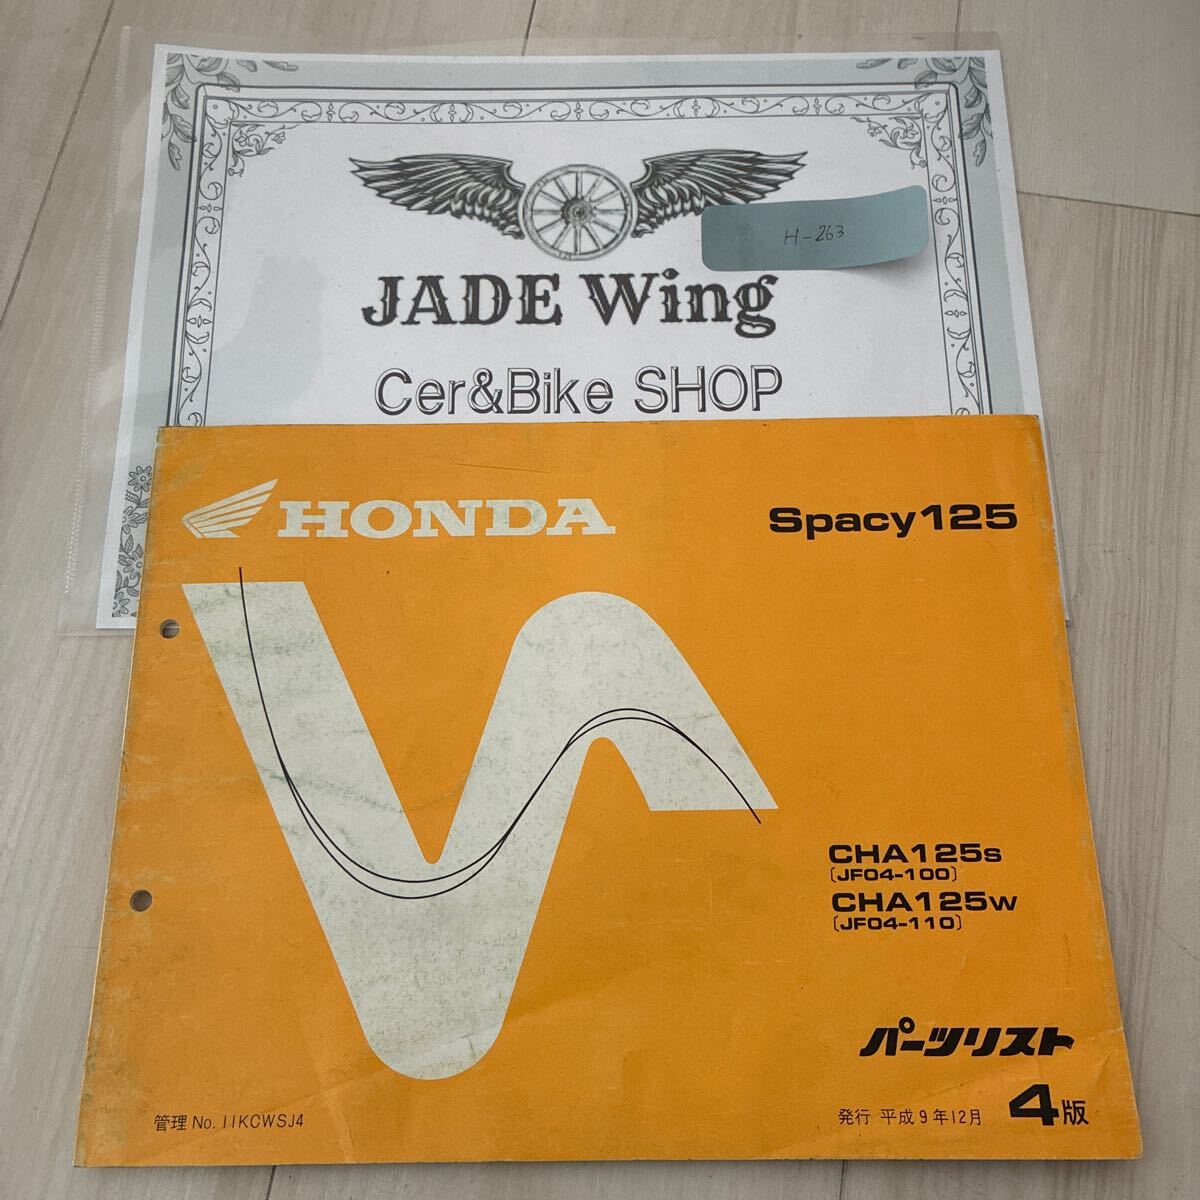 H-263
JADE Wing
Cer&Bike SHOP
HONDA
Spacy125
CHA125s
〔JF04-100〕
CHA125w
〔JF04-110〕
パーツリスト
管理 No. 11KCWSJ4
発行 平成9年12月 4版